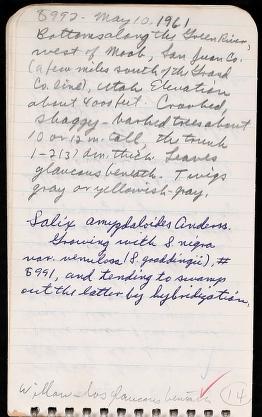 8992 - May 10, 1961
Bottoms along the Green River,
west of Moab, San Juan Co.
(a few miles south of the Grand
Co. line), Utah Elevation
about 4000 feet. Crooked,
shaggy-barked trees about
10 or 12 m. tall, the trunk
1-2(3) dm. thick. Leaves
glaucous beneath. Twigs
gray or yellowish-gray.
Salix amygdaloides Anderss.
Growing with S. nigra
var. venulosa (S. gooddingii), #
8991, and tending to swamp
out the latter by hybridization.
Willow - lvs glaucous beneath
14